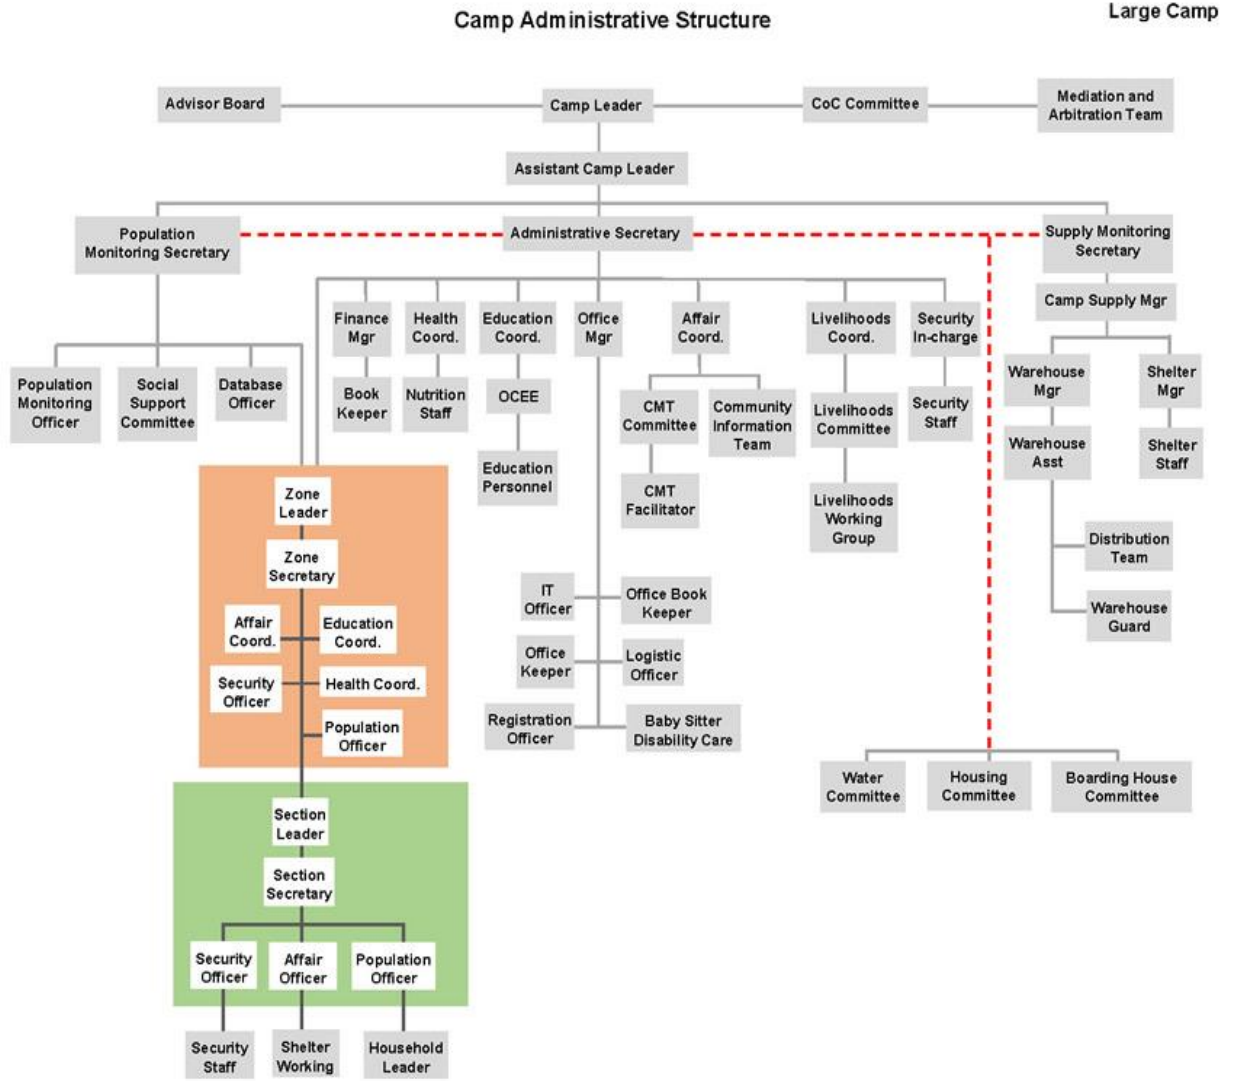 Camp Administrative Structure
Large Camp
Advisor Board
Camp Leader
CoC Committee
Mediation and
Arbitration Team
Assistant Camp Leader
Population
Monitoring Secretary
Administrative Secretary
Supply Monitoring
Secretary
Camp Supply Mgr
Finance
Mgr
Health
Coord.
Education
Coord.
Office
Mgr
Affair
Coord.
Livelihoods
Coord.
Security
In-charge
Warehouse
Mgr
Shelter
Mgr
Population
Monitoring
Officer
Social
Support
Committee
Database
Officer
Book
Keeper
Nutrition
Staff
OCEE
CMT
Committee
Community
Information
Team
Livelihoods
Committee
Security
Staff
Warehouse
Asst
Shelter
Staff
Education
Personnel
CMT
Facilitator
Livelihoods
Working
Group
Distribution
Team
Warehouse
Guard
Zone
Leader
Zone
Secretary
Affair
Coord.
Education
Coord.
Security
Officer
Health Coord.
Population
Officer
IT
Officer
Office Book
Keeper
Office
Keeper
Logistic
Officer
Registration
Officer
Baby Sitter
Disability Care
Water
Committee
Housing
Committee
Boarding House
Committee
Section
Leader
Section
Secretary
Security
Officer
Affair
Officer
Population
Officer
Security
Staff
Shelter
Working
Household
Leader